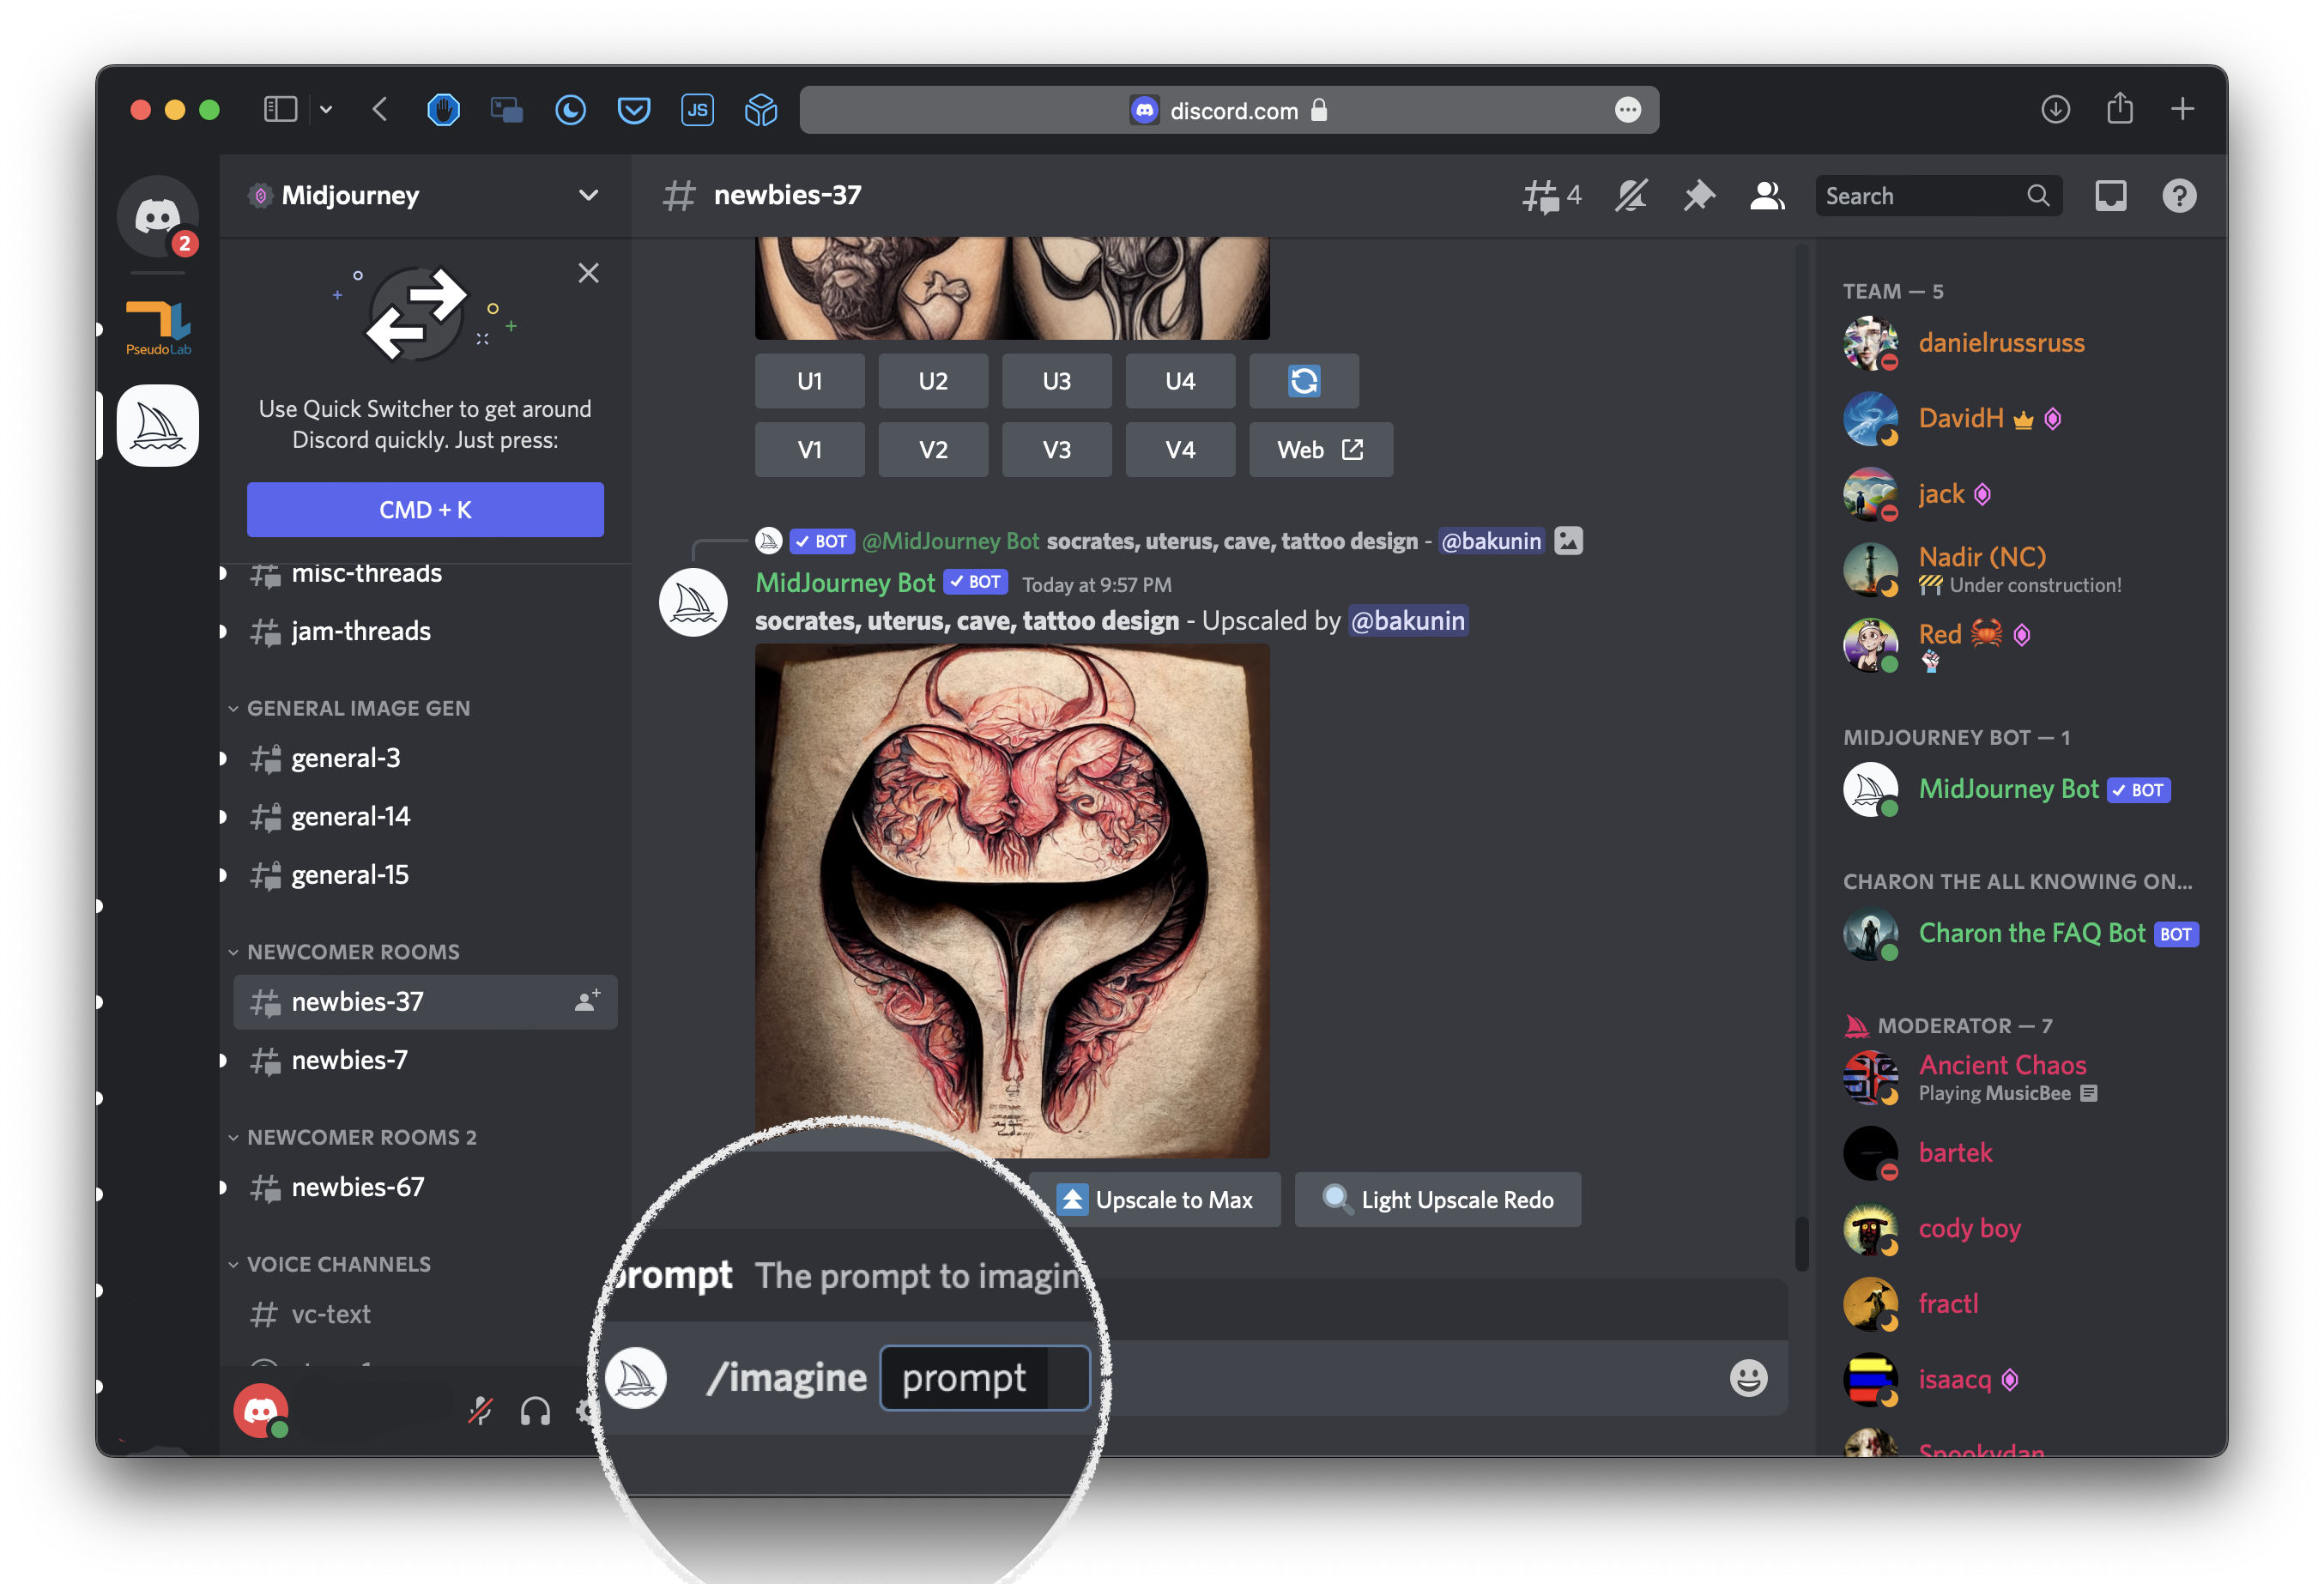 discord.com
JS
2
PseudoLab
Midjourney
Use Quick Switcher to get around
Discord quickly. Just press:
CMD + K
misc-threads
jam-threads
GENERAL IMAGE GEN
general-3
general-14
general-15
NEWCOMER ROOMS
newbies-37
newbies-7
NEWCOMER ROOMS 2
newbies-67
VOICE CHANNELS
vc-text
newbies-37
4
Search
U1 U2 U3 U4
V1 V2 V3 V4 Web
BOT @MidJourney Bot socrates, uterus, cave, tattoo design - @bakunin
MidJourney Bot BOT Today at 9:57 PM
socrates, uterus, cave, tattoo design - Upscaled by @bakunin
Upscale to Max
Light Upscale Redo
prompt The prompt to imagin
/imagine prompt
TEAM — 5
danielrussruss
DavidH
jack
Nadir (NC)
Under construction!
Red
MIDJOURNEY BOT — 1
MidJourney Bot BOT
CHARON THE ALL KNOWING ON...
Charon the FAQ Bot BOT
MODERATOR — 7
Ancient Chaos
Playing MusicBee
bartek
cody boy
fractl
isaacq
Spookydan